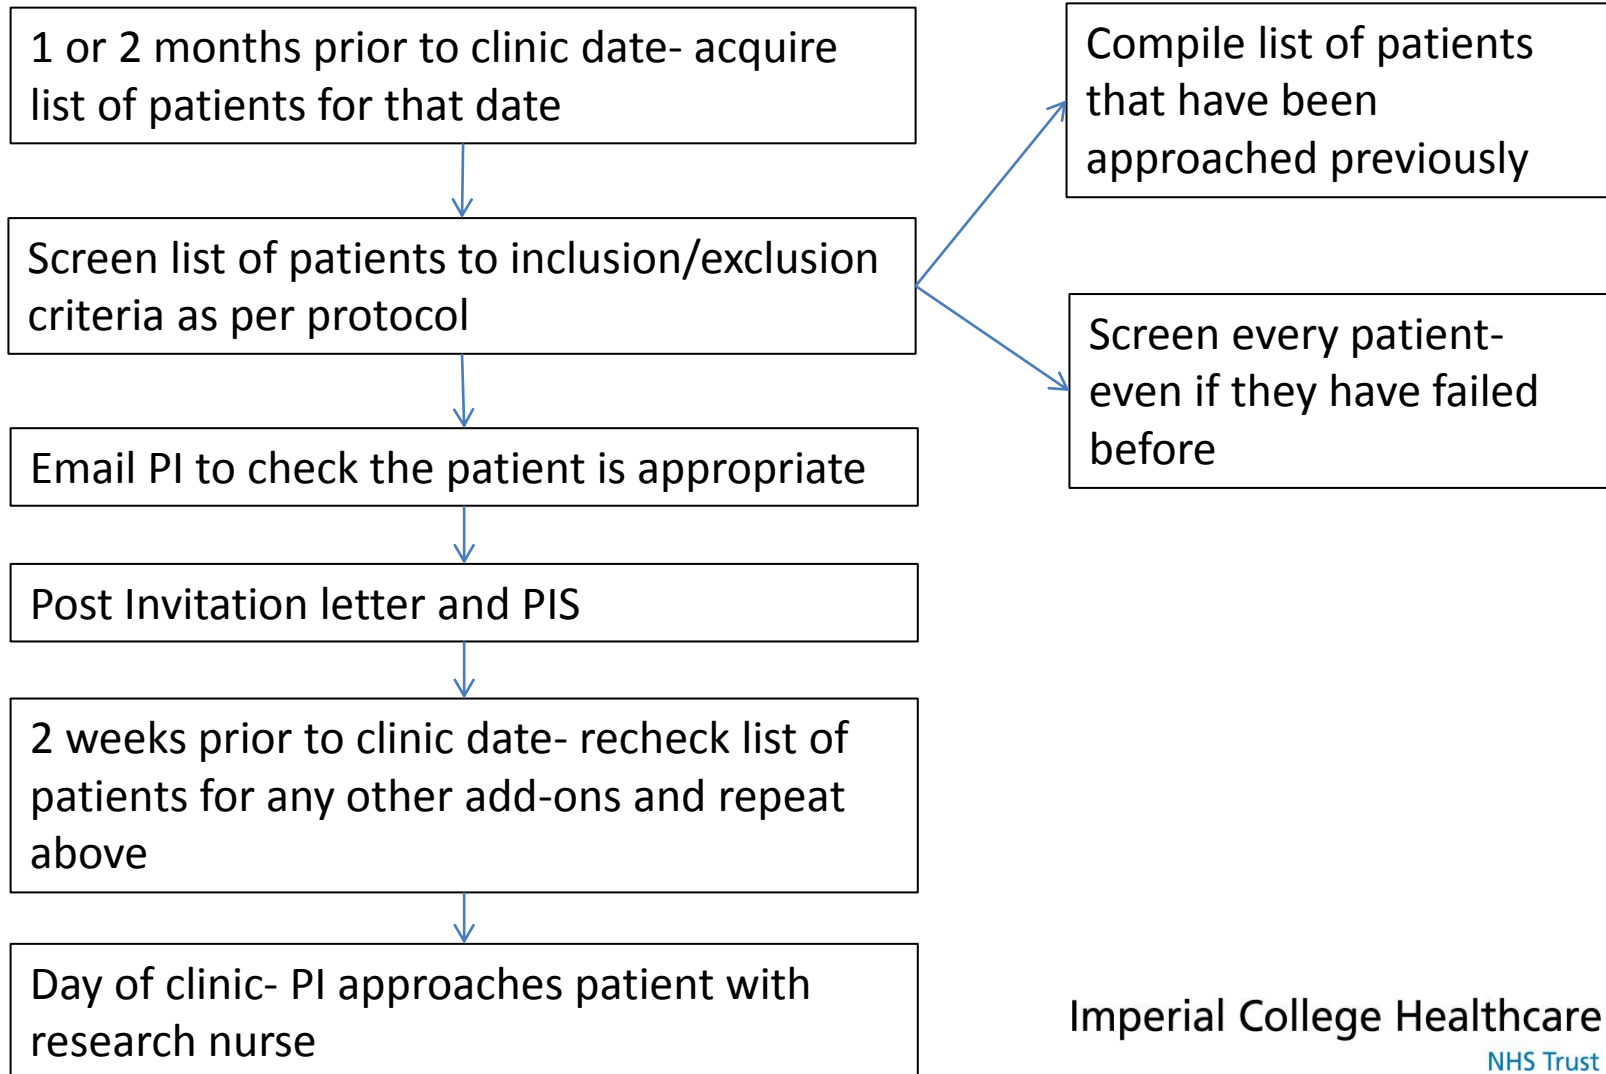 1 or 2 months prior to clinic date- acquire
list of patients for that date
Screen list of patients to inclusion/exclusion
criteria as per protocol
Email PI to check the patient is appropriate
Post Invitation letter and PIS
2 weeks prior to clinic date- recheck list of
patients for any other add-ons and repeat
above
Day of clinic- PI approaches patient with
research nurse
Compile list of patients
that have been
approached previously
Screen every patient-
even if they have failed
before
Imperial College Healthcare
NHS Trust